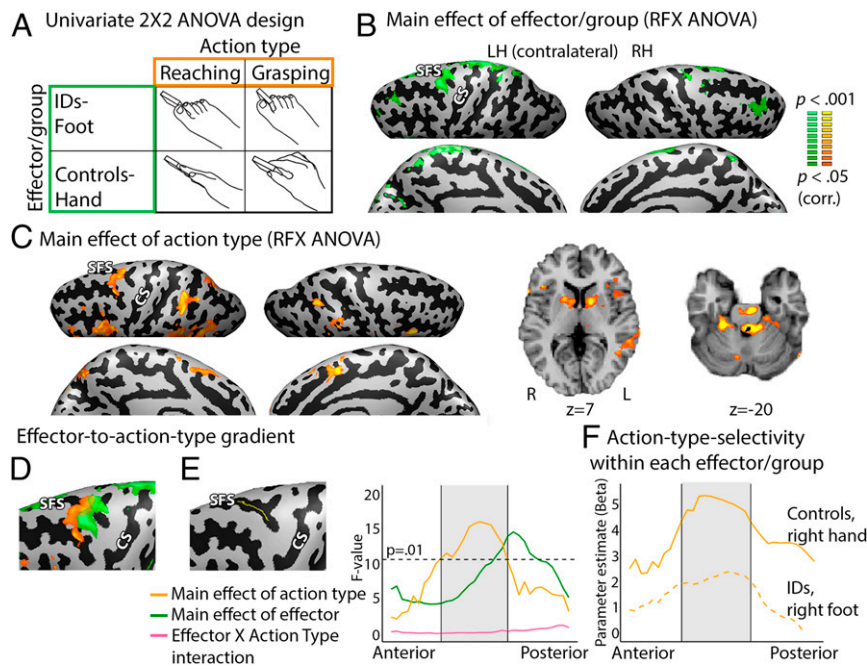 A Univariate 2X2 ANOVA design
Action type
Reaching Grasping
Effector/group
IDs-
Foot
Controls-
Hand
B Main effect of effector/group (RFX ANOVA)
LH (contralateral) RH
SFS
CS
p < .001
p < .05
(corr.)
C Main effect of action type (RFX ANOVA)
SFS
CS
R L
z=7
z=-20
Effector-to-action-type gradient
D
SFS
CS
E
SFS
CS
Main effect of action type
Main effect of effector
Effector X Action Type
interaction
F-value
20
15
10
5
0
p=.01
Anterior Posterior
F Action-type-selectivity
within each effector/group
Parameter estimate (Beta)
6
5
4
3
2
1
0
Controls,
right hand
IDs,
right foot
Anterior Posterior